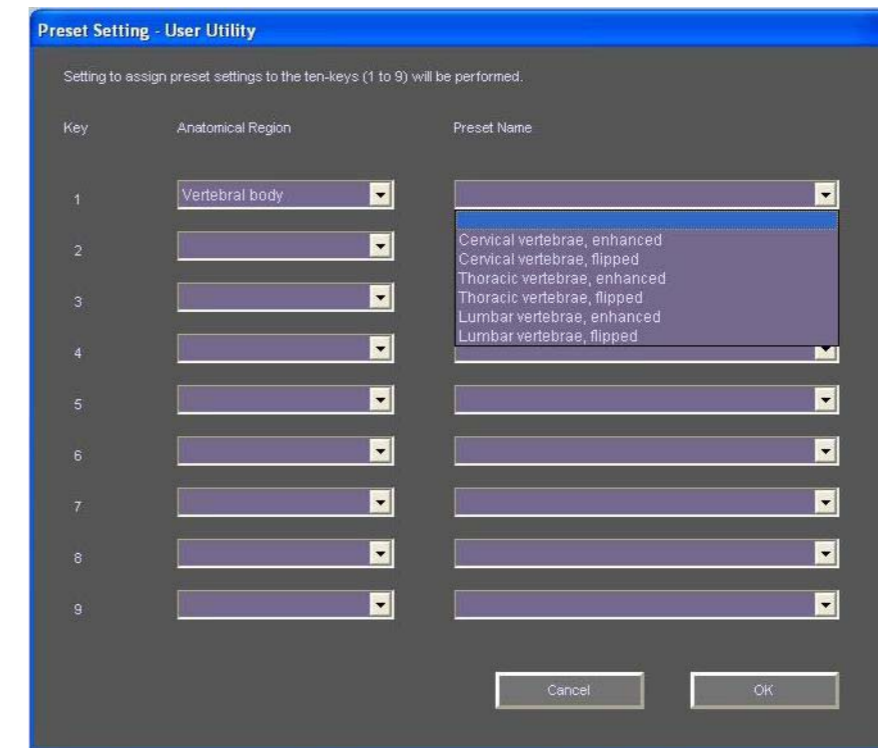 Preset Setting - User Utility
Setting to assign preset settings to the ten-keys (1 to 9) will be performed.
Key Anatomical Region Preset Name
1 Vertebral body
2
Cervical vertebrae, enhanced
Cervical vertebrae, flipped
3
Thoracic vertebrae, enhanced
Thoracic vertebrae, flipped
Lumbar vertebrae, enhanced
Lumbar vertebrae, flipped
4
5
6
7
8
9
Cancel OK